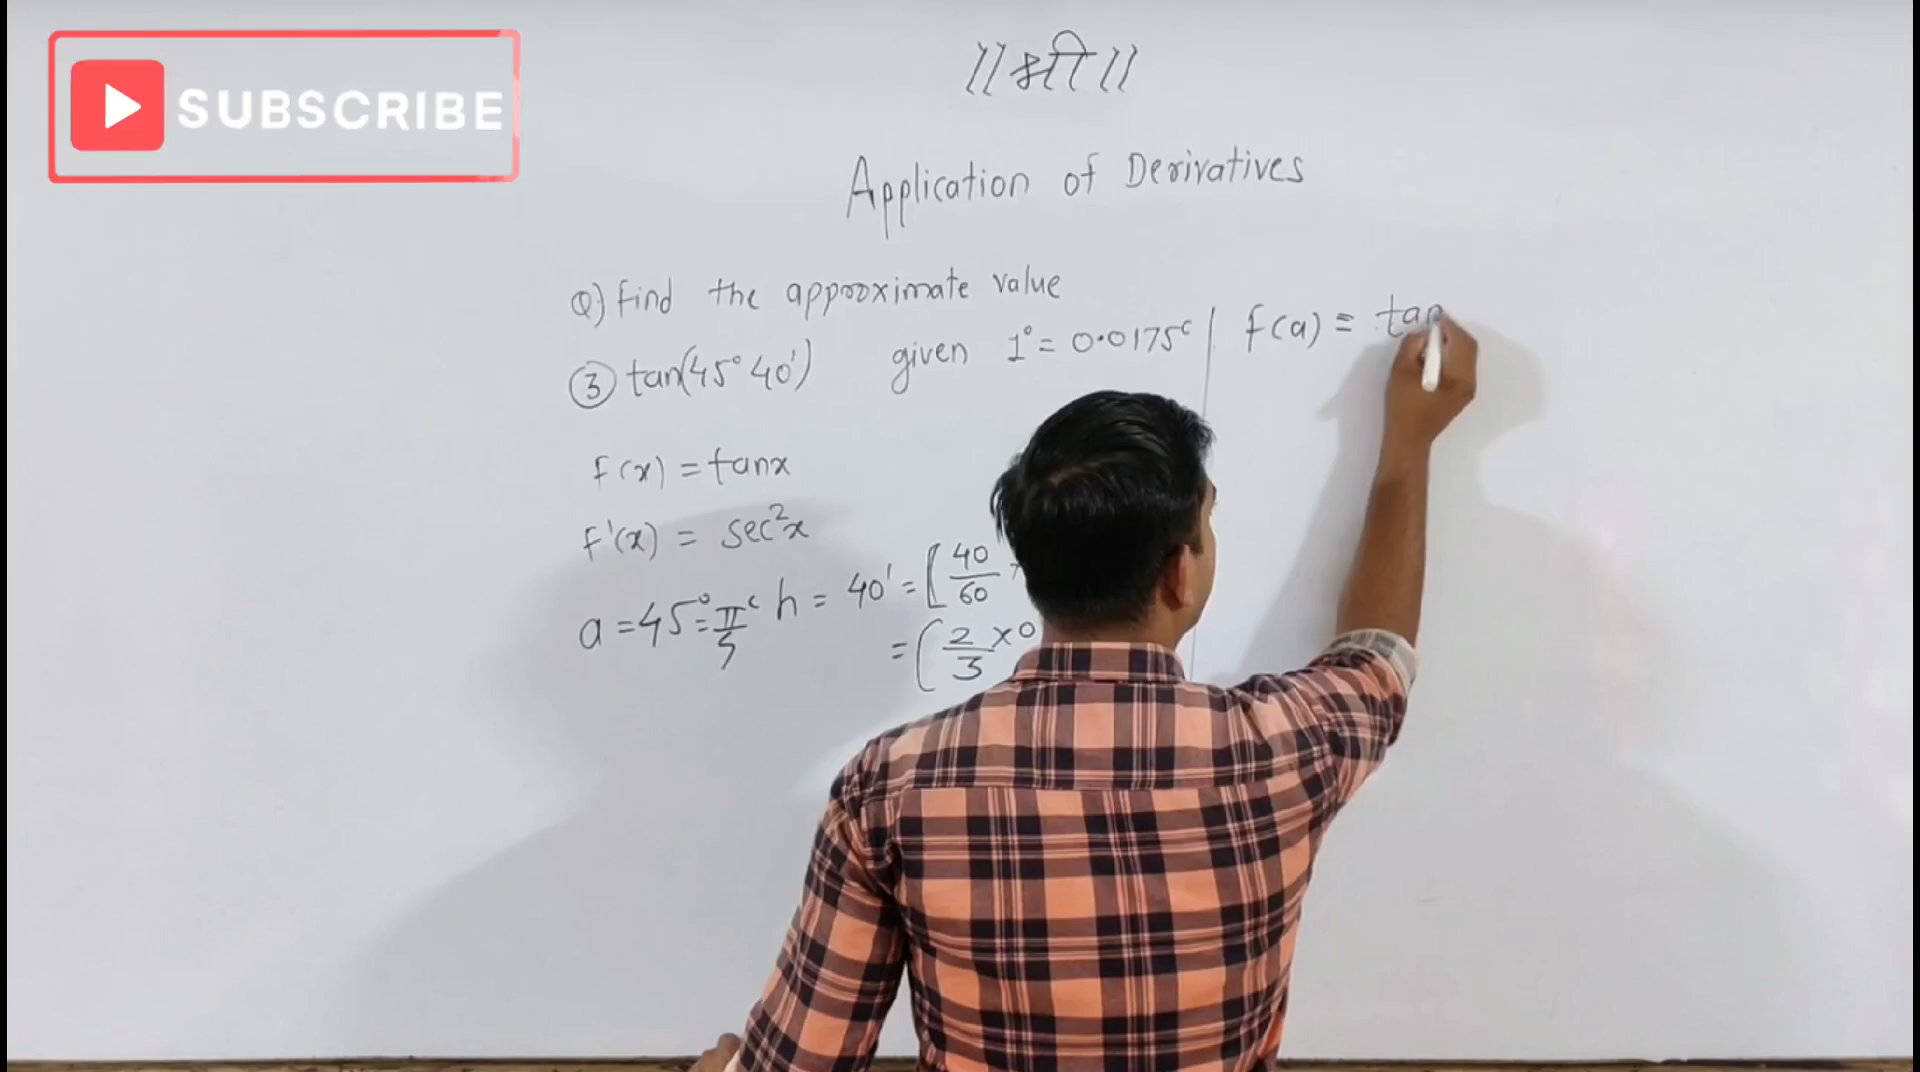 SUBSCRIBE
॥ श्री ॥
Application of Derivatives
Q) Find the approximate value
③ tan(45° 40') given 1° = 0.0175ᶜ
f(x) = tanx
f'(x) = sec²x
a = 45° = π/4ᶜ h = 40' = [40/60
= (2/3 × 0
f(a) = tan